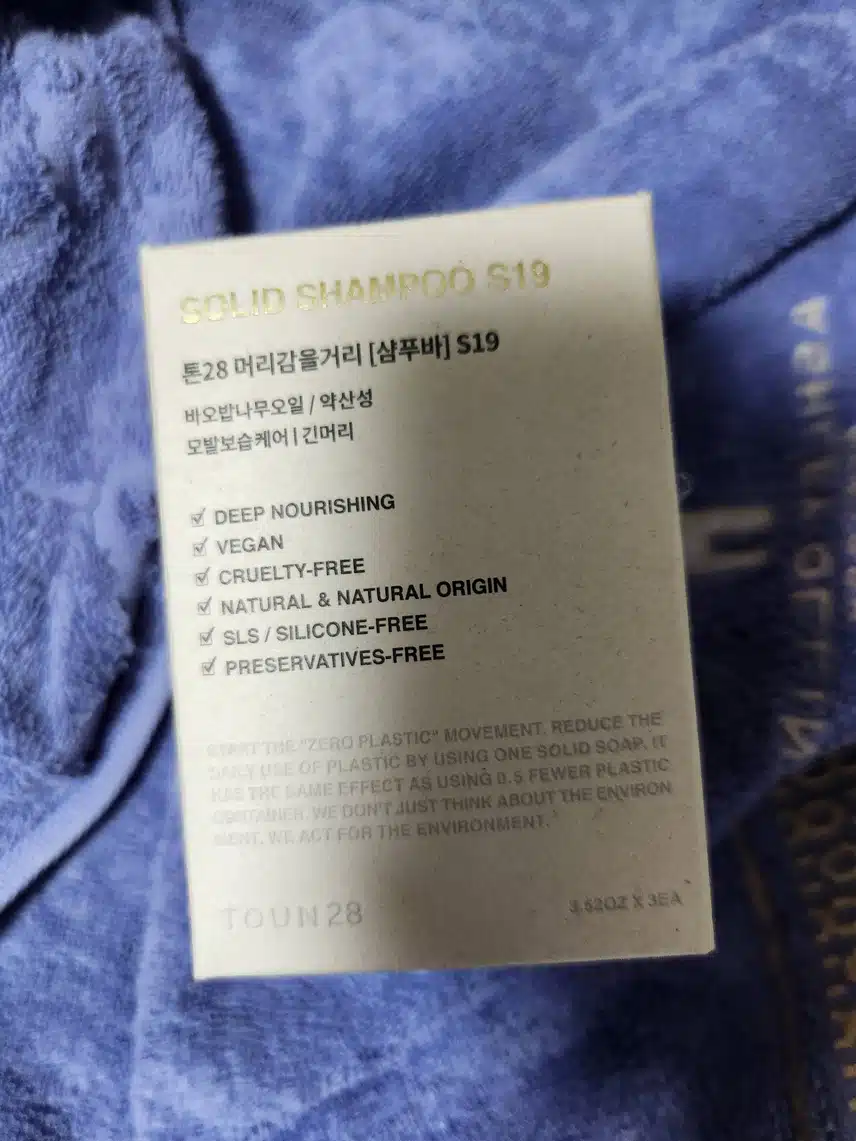 SOLID SHAMPOO S19
톤28 머리감을거리 [샴푸바] S19
바오밥나무오일 / 약산성
모발보습케어 | 긴머리
DEEP NOURISHING
VEGAN
CRUELTY-FREE
NATURAL & NATURAL ORIGIN
SLS / SILICONE-FREE
PRESERVATIVES-FREE
START THE "ZERO PLASTIC" MOVEMENT. REDUCE THE
DAILY USE OF PLASTIC BY USING ONE SOLID SOAP. IT
HAS THE SAME EFFECT AS USING 0.5 FEWER PLASTIC
CONTAINER. WE DON'T JUST THINK ABOUT THE ENVIRON
MENT, WE ACT FOR THE ENVIRONMENT.
TOUN28
3.52OZ X 3EA